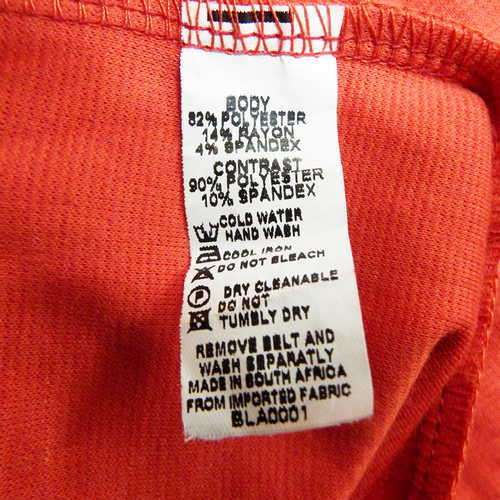 BODY
82% POLYESTER
14% RAYON
4% SPANDEX
CONTRAST
90% POLYESTER
10% SPANDEX
COLD WATER
HAND WASH
COOL IRON
DO NOT BLEACH
DRY CLEANABLE
DO NOT
TUMBLY DRY
REMOVE BELT AND
WASH SEPARATLY
MADE IN SOUTH AFRICA
FROM IMPORTED FABRIC
BLA0001